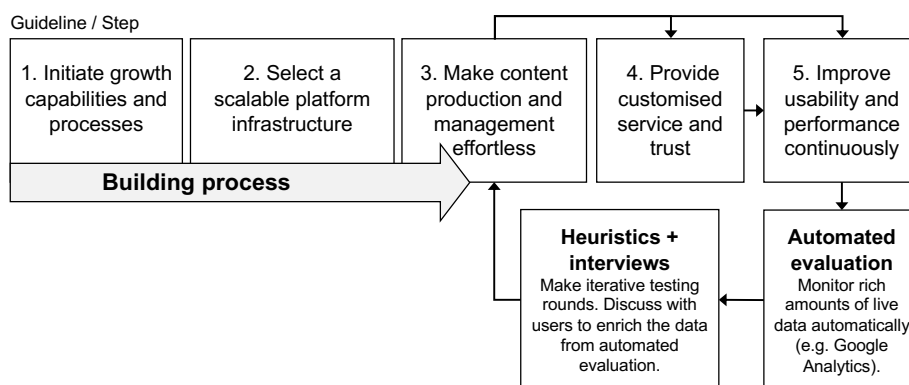 Guideline / Step
1. Initiate growth
capabilities and
processes
2. Select a
scalable platform
infrastructure
3. Make content
production and
management
effortless
4. Provide
customised
service and
trust
5. Improve
usability and
performance
continuously
Building process
Heuristics +
interviews
Make iterative testing
rounds. Discuss with
users to enrich the data
from automated
evaluation.
Automated
evaluation
Monitor rich
amounts of live
data automatically
(e.g. Google
Analytics).